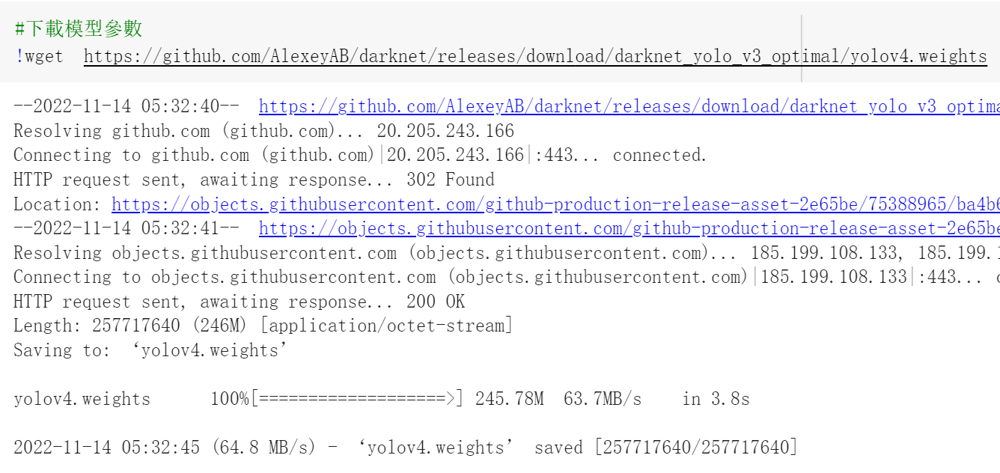 #下載模型參數
!wget  https://github.com/AlexeyAB/darknet/releases/download/darknet_yolo_v3_optimal/yolov4.weights
--2022-11-14 05:32:40--  https://github.com/AlexeyAB/darknet/releases/download/darknet_yolo_v3_optima
Resolving github.com (github.com)... 20.205.243.166
Connecting to github.com (github.com)|20.205.243.166|:443... connected.
HTTP request sent, awaiting response... 302 Found
Location: https://objects.githubusercontent.com/github-production-release-asset-2e65be/75388965/ba4b6
--2022-11-14 05:32:41--  https://objects.githubusercontent.com/github-production-release-asset-2e65be
Resolving objects.githubusercontent.com (objects.githubusercontent.com)... 185.199.108.133, 185.199.1
Connecting to objects.githubusercontent.com (objects.githubusercontent.com)|185.199.108.133|:443...
HTTP request sent, awaiting response... 200 OK
Length: 257717640 (246M) [application/octet-stream]
Saving to: ‘yolov4.weights’
yolov4.weights      100%[===================>] 245.78M  63.7MB/s    in 3.8s
2022-11-14 05:32:45 (64.8 MB/s) - ‘yolov4.weights’ saved [257717640/257717640]